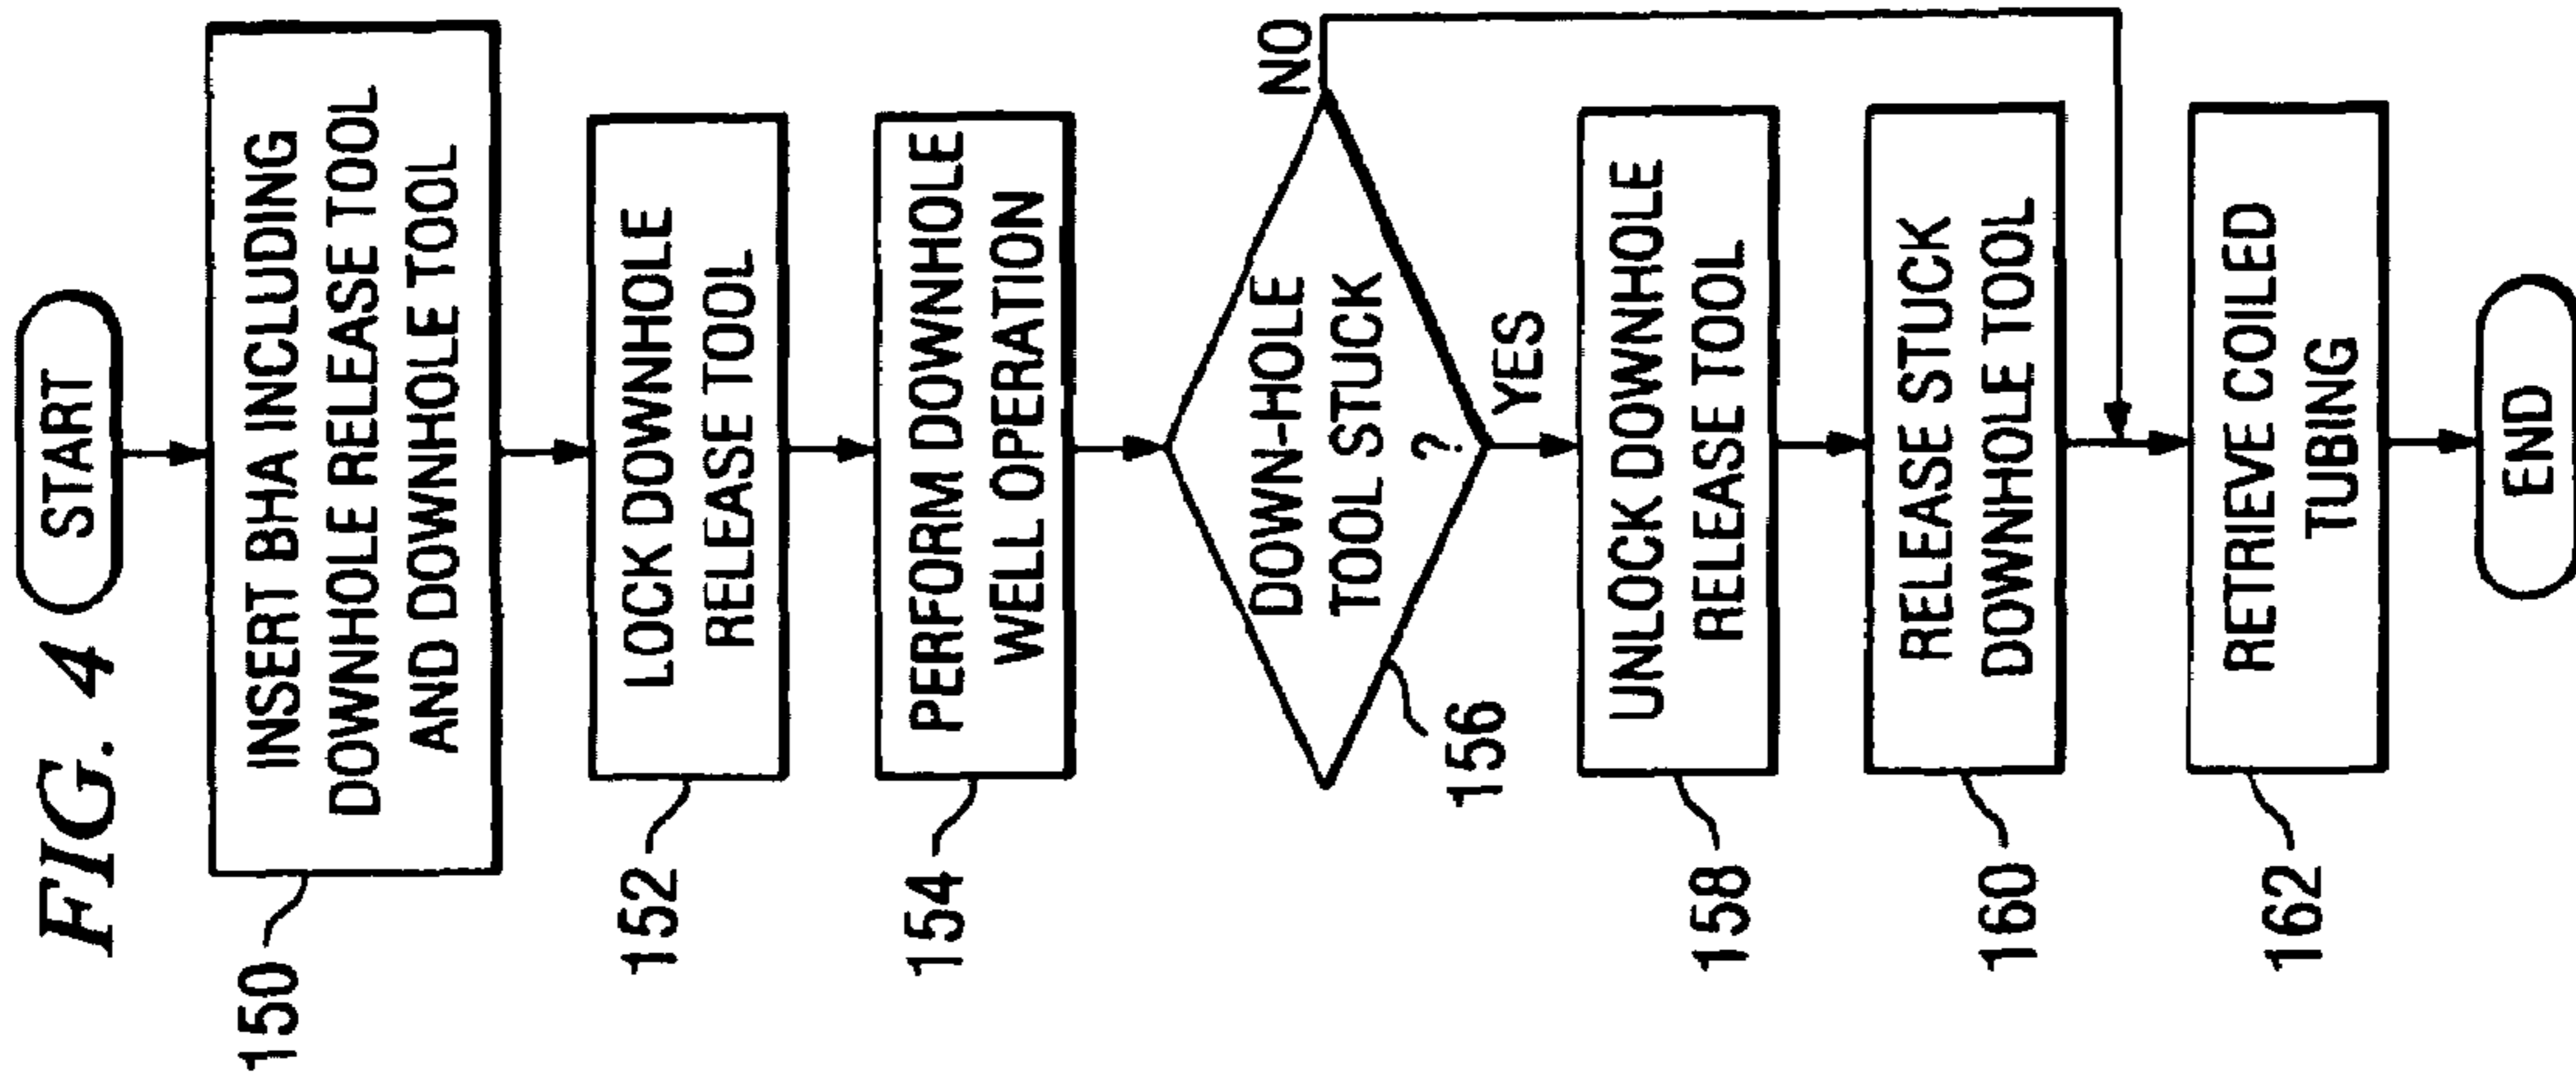 FIG. 4
START
150
INSERT BHA INCLUDING
DOWNHOLE RELEASE TOOL
AND DOWNHOLE TOOL
152
LOCK DOWNHOLE
RELEASE TOOL
154
PERFORM DOWNHOLE
WELL OPERATION
DOWN-HOLE
TOOL STUCK
?
NO
156
YES
158
UNLOCK DOWNHOLE
RELEASE TOOL
160
RELEASE STUCK
DOWNHOLE TOOL
162
RETRIEVE COILED
TUBING
END